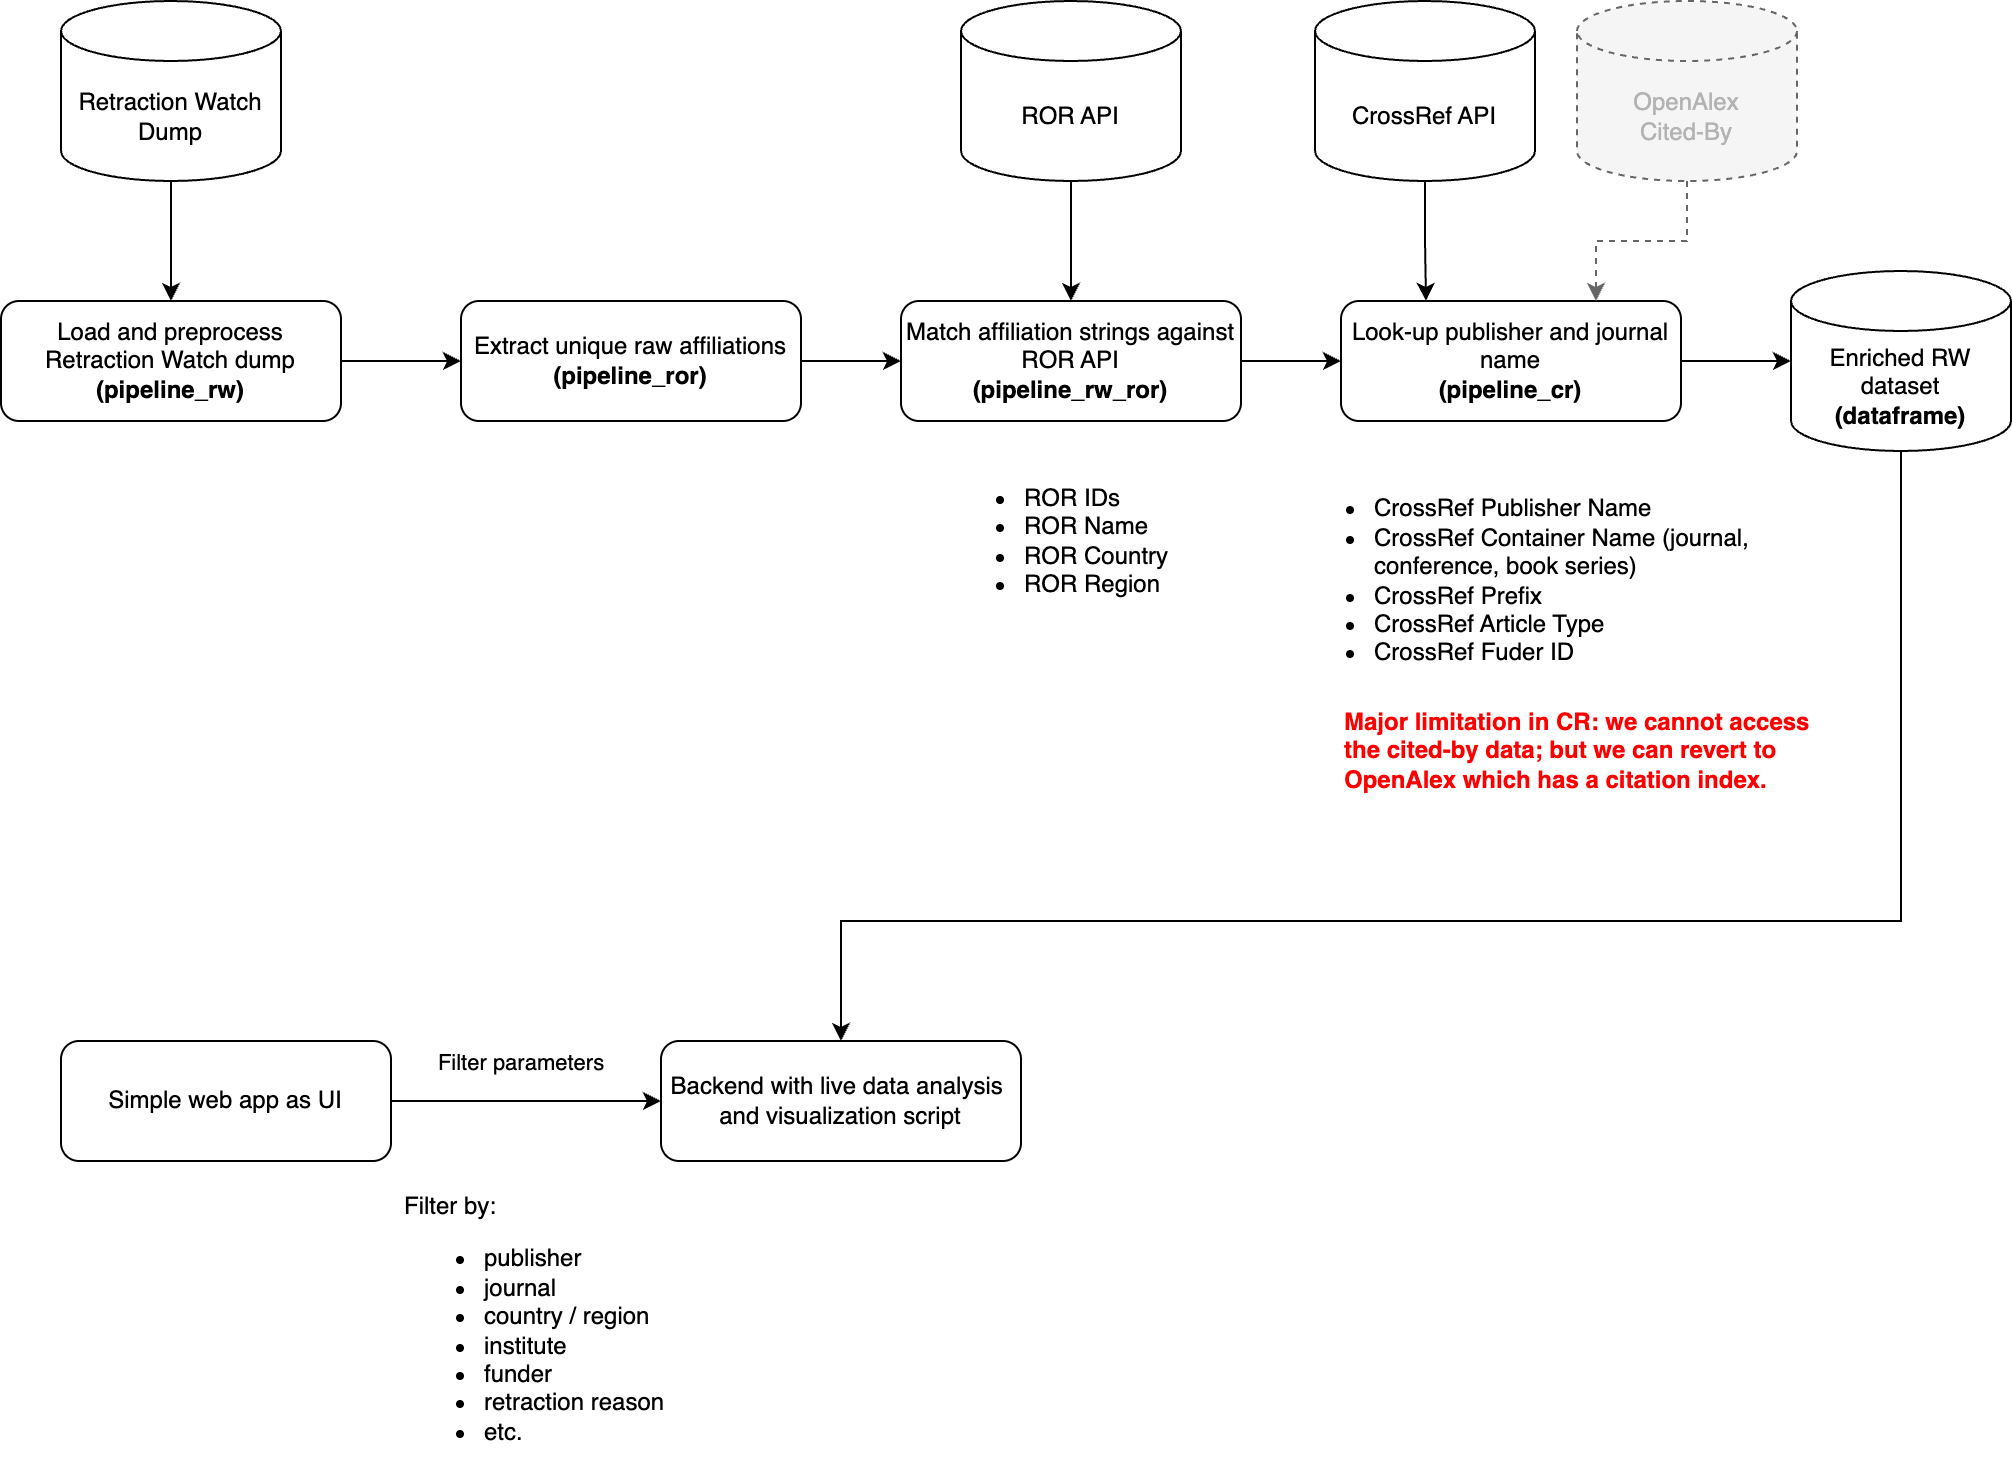 Retraction Watch
Dump
ROR API
CrossRef API
OpenAlex
Cited-By
Load and preprocess
Retraction Watch dump
(pipeline_rw)
Extract unique raw affiliations
(pipeline_ror)
Match affiliation strings against
ROR API
(pipeline_rw_ror)
Look-up publisher and journal
name
(pipeline_cr)
Enriched RW
dataset
(dataframe)
• ROR IDs
• ROR Name
• ROR Country
• ROR Region
• CrossRef Publisher Name
• CrossRef Container Name (journal,
conference, book series)
• CrossRef Prefix
• CrossRef Article Type
• CrossRef Fuder ID
Major limitation in CR: we cannot access
the cited-by data; but we can revert to
OpenAlex which has a citation index.
Simple web app as UI
Filter parameters
Backend with live data analysis
and visualization script
Filter by:
• publisher
• journal
• country / region
• institute
• funder
• retraction reason
• etc.